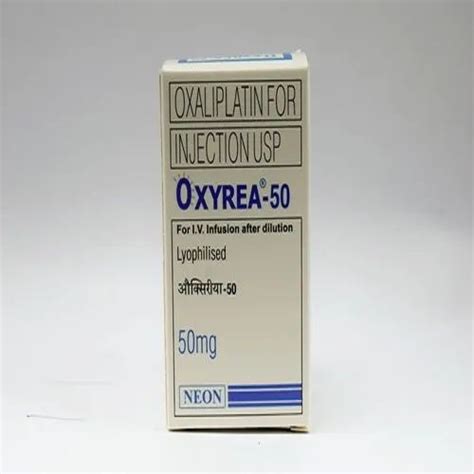 OXALIPLATIN FOR
INJECTION USP
OXYREA®-50
For I.V. Infusion after dilution
Lyophilised
औक्सिरीया-50
50mg
NEON